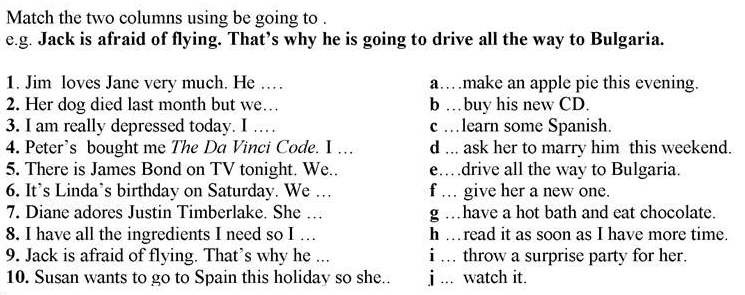 Match the two columns using be going to .
e.g. Jack is afraid of flying. That's why he is going to drive all the way to Bulgaria.
1. Jim loves Jane very much. He .... a....make an apple pie this evening.
2. Her dog died last month but we... b ...buy his new CD.
3. I am really depressed today. I .... c ...learn some Spanish.
4. Peter's bought me The Da Vinci Code. I ... d ... ask her to marry him this weekend.
5. There is James Bond on TV tonight. We.. e....drive all the way to Bulgaria.
6. It's Linda's birthday on Saturday. We ... f ... give her a new one.
7. Diane adores Justin Timberlake. She ... g ...have a hot bath and eat chocolate.
8. I have all the ingredients I need so I ... h ...read it as soon as I have more time.
9. Jack is afraid of flying. That's why he ... i ... throw a surprise party for her.
10. Susan wants to go to Spain this holiday so she.. j ... watch it.